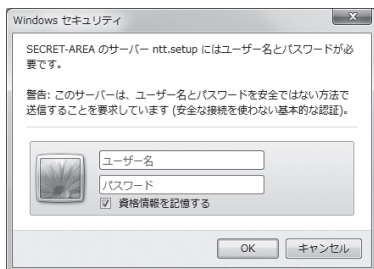 Windows セキュリティ
SECRET-AREA のサーバー ntt.setup にはユーザー名とパスワードが必
要です。
警告: このサーバーは、ユーザー名とパスワードを安全ではない方法で
送信することを要求しています (安全な接続を使わない基本的な認証)。
ユーザー名
パスワード
資格情報を記憶する
OK キャンセル